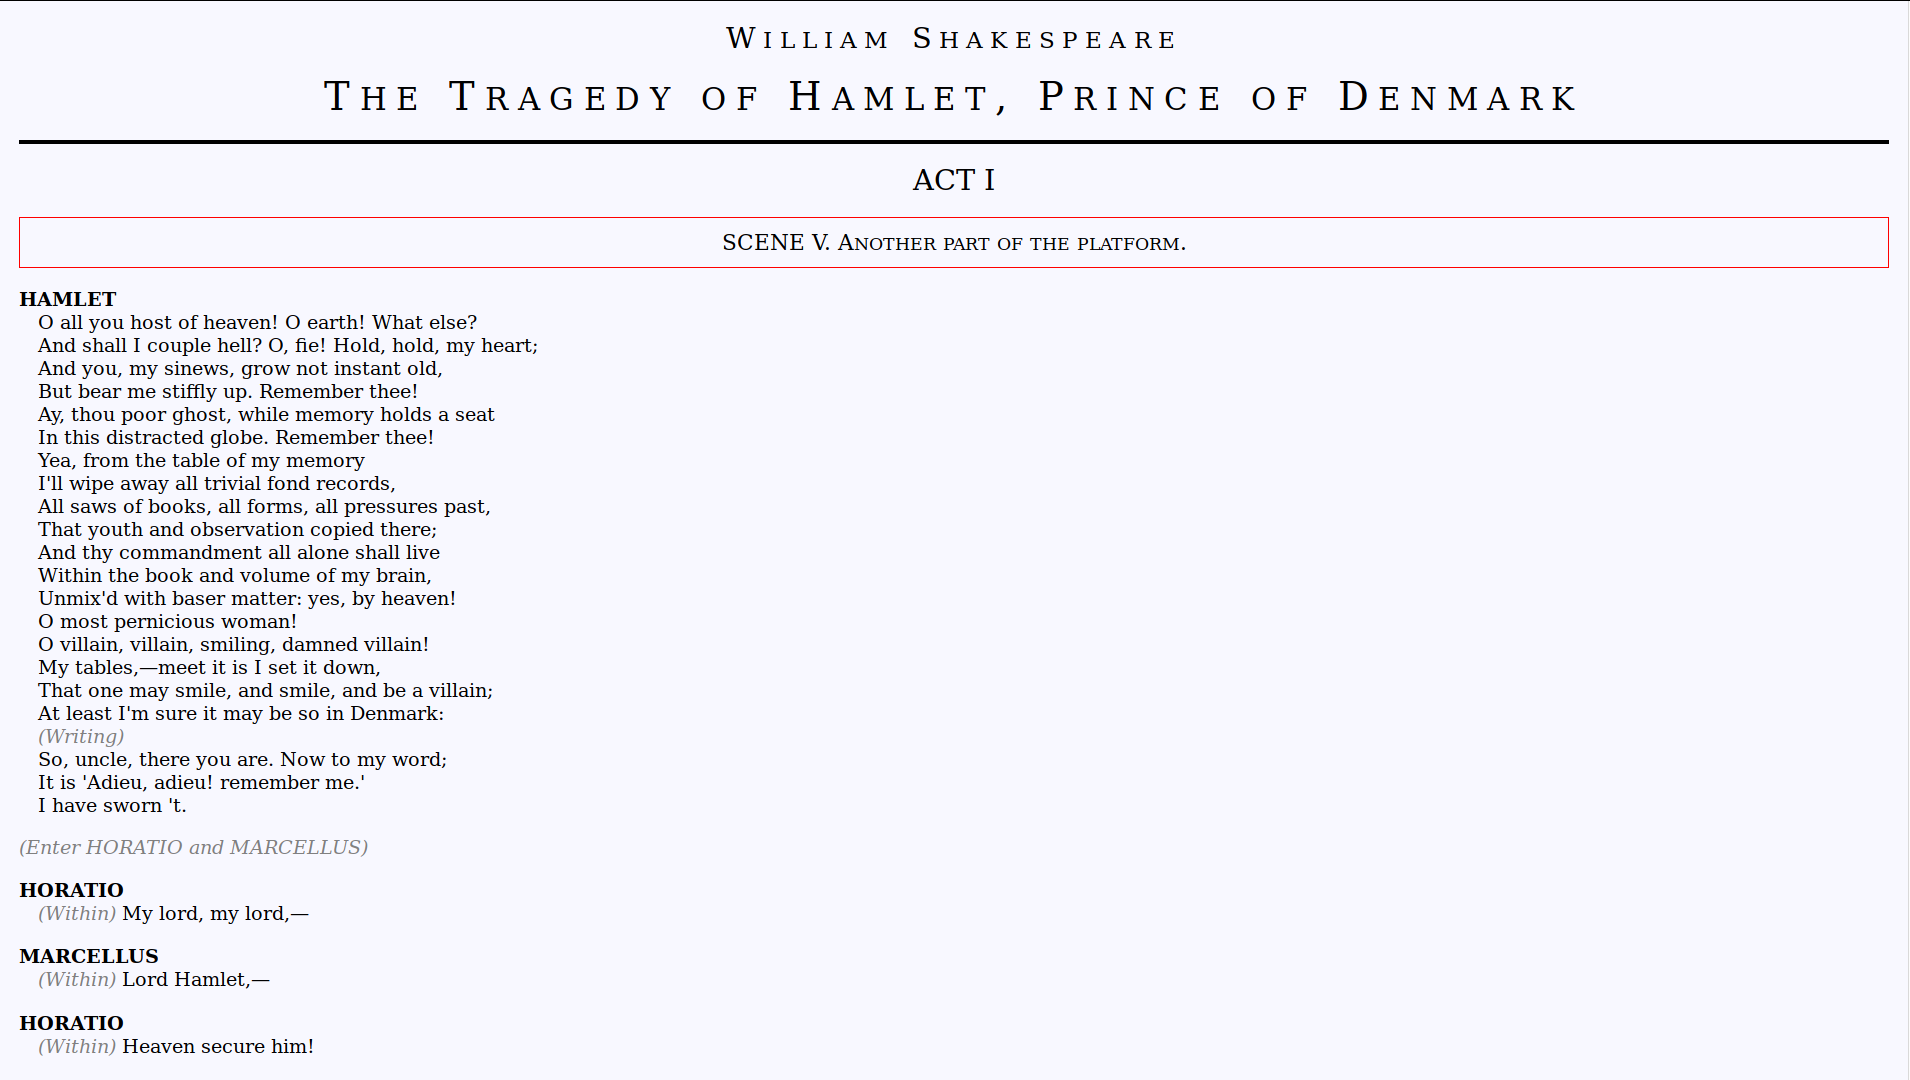 William Shakespeare
The Tragedy of Hamlet, Prince of Denmark
ACT I
SCENE V. Another part of the platform.
HAMLET
O all you host of heaven! O earth! What else?
And shall I couple hell? O, fie! Hold, hold, my heart;
And you, my sinews, grow not instant old,
But bear me stiffly up. Remember thee!
Ay, thou poor ghost, while memory holds a seat
In this distracted globe. Remember thee!
Yea, from the table of my memory
I'll wipe away all trivial fond records,
All saws of books, all forms, all pressures past,
That youth and observation copied there;
And thy commandment all alone shall live
Within the book and volume of my brain,
Unmix'd with baser matter: yes, by heaven!
O most pernicious woman!
O villain, villain, smiling, damned villain!
My tables,—meet it is I set it down,
That one may smile, and smile, and be a villain;
At least I'm sure it may be so in Denmark:
(Writing)
So, uncle, there you are. Now to my word;
It is 'Adieu, adieu! remember me.'
I have sworn 't.
(Enter HORATIO and MARCELLUS)
HORATIO
(Within) My lord, my lord,—
MARCELLUS
(Within) Lord Hamlet,—
HORATIO
(Within) Heaven secure him!